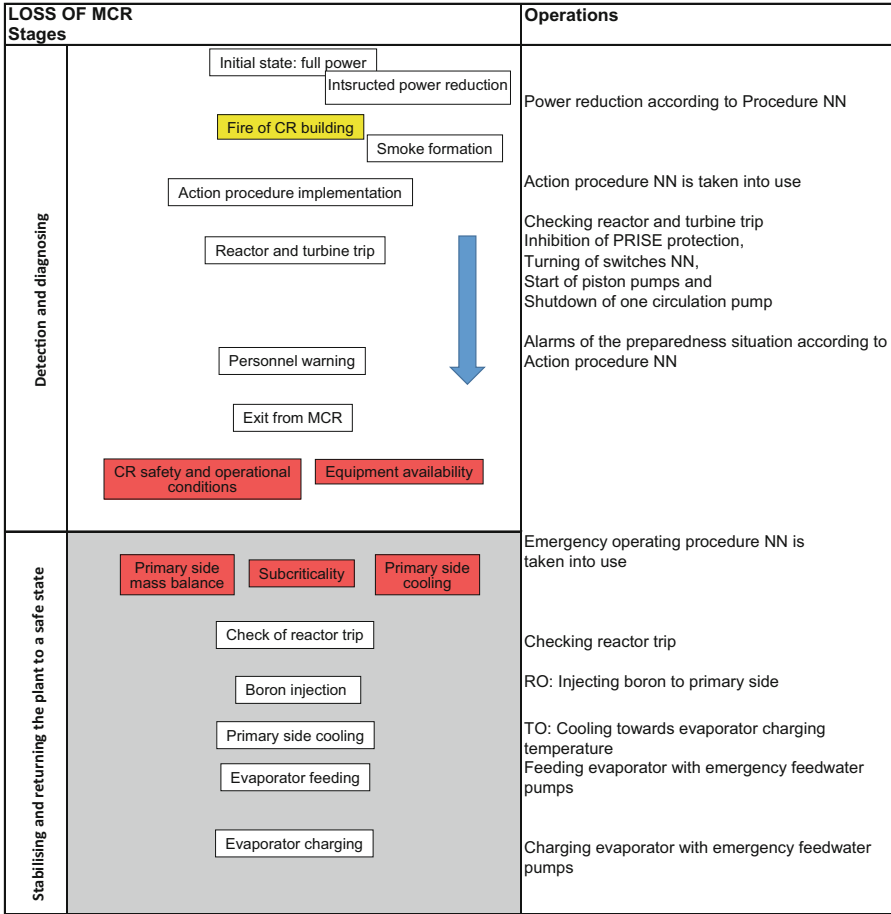 LOSS OF MCR
Stages
Operations
Detection and diagnosing
Initial state: full power
Intsructed power reduction
Power reduction according to Procedure NN
Fire of CR building
Smoke formation
Action procedure implementation
Action procedure NN is taken into use
Reactor and turbine trip
Checking reactor and turbine trip
Inhibition of PRISE protection,
Turning of switches NN,
Start of piston pumps and
Shutdown of one circulation pump
Personnel warning
Alarms of the preparedness situation according to
Action procedure NN
Exit from MCR
CR safety and operational
conditions
Equipment availability
Stabilising and returning the plant to a safe state
Emergency operating procedure NN is
taken into use
Primary side
mass balance
Subcriticality
Primary side
cooling
Check of reactor trip
Checking reactor trip
Boron injection
RO: Injecting boron to primary side
Primary side cooling
TO: Cooling towards evaporator charging
temperature
Evaporator feeding
Feeding evaporator with emergency feedwater
pumps
Evaporator charging
Charging evaporator with emergency feedwater
pumps